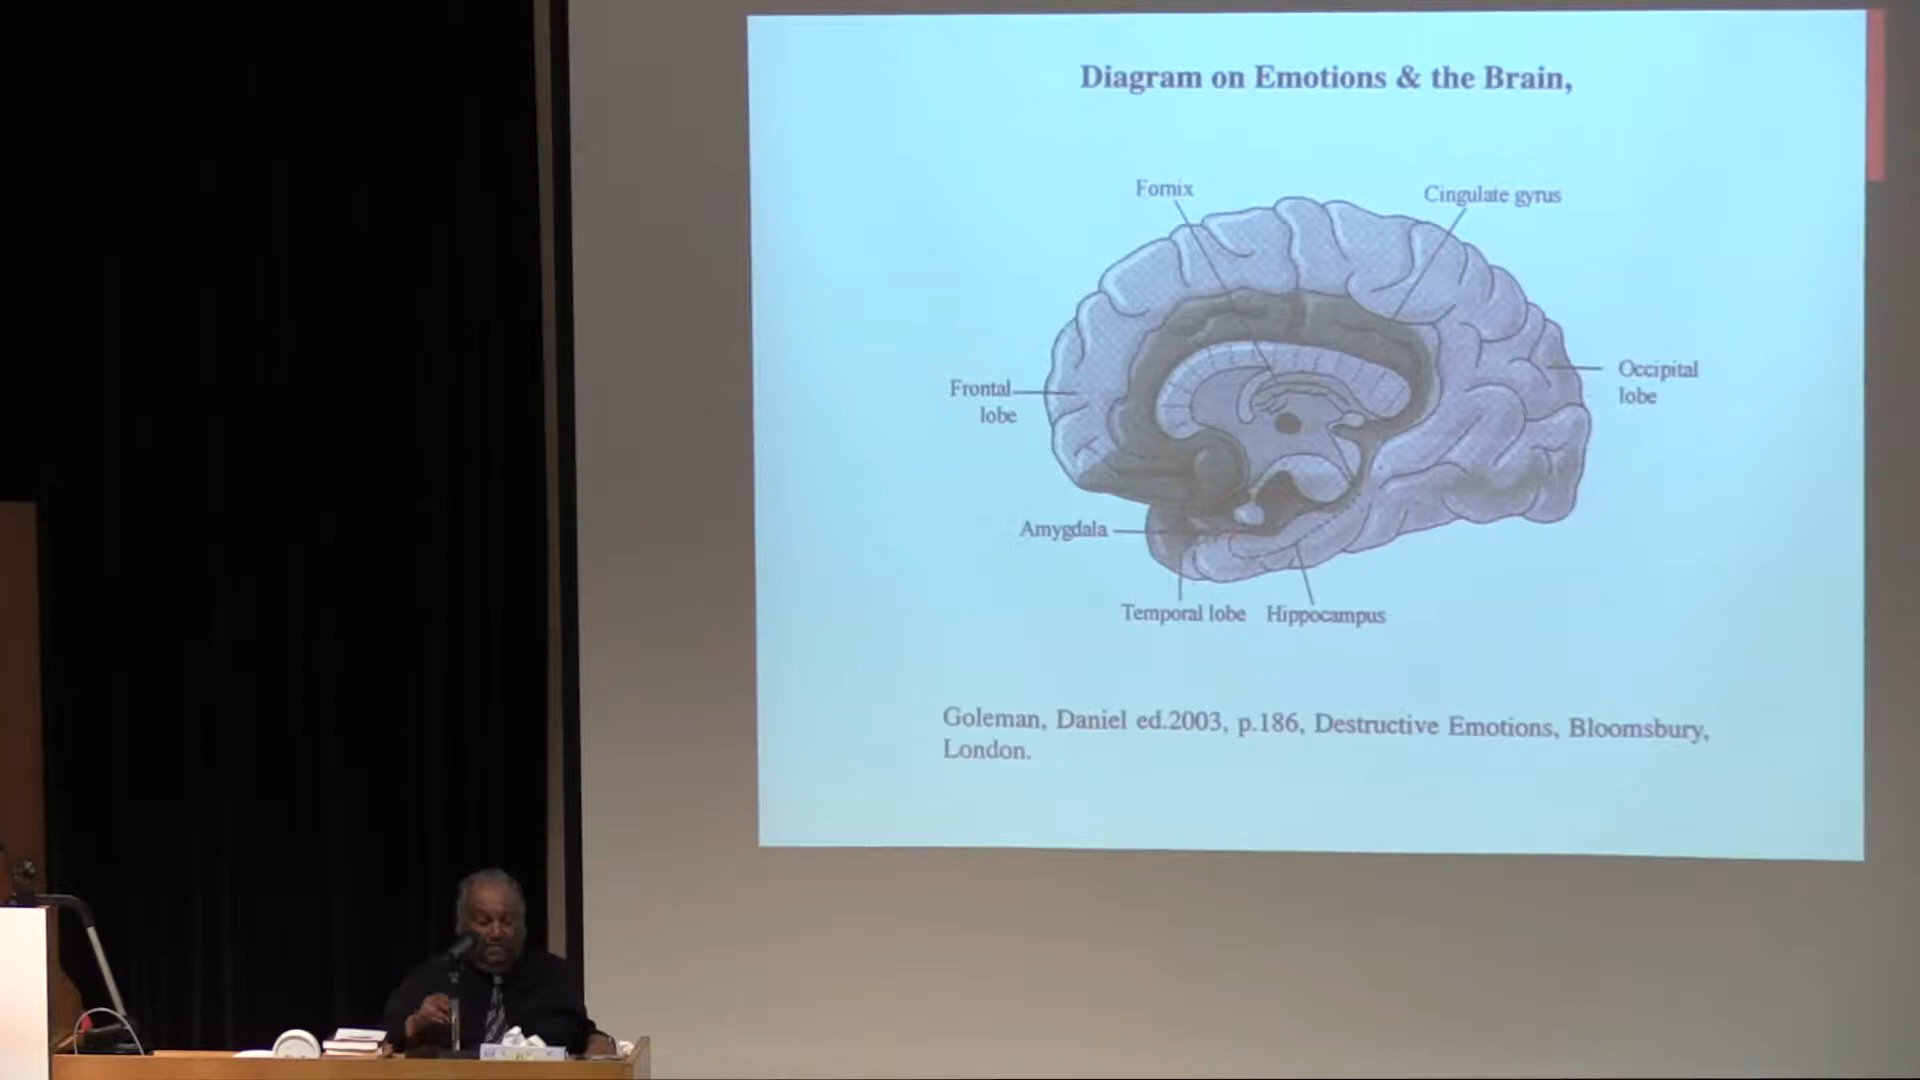 Diagram on Emotions & the Brain,
Fornix
Cingulate gyrus
Frontal
lobe
Occipital
lobe
Amygdala
Temporal lobe
Hippocampus
Goleman, Daniel ed.2003, p.186, Destructive Emotions, Bloomsbury,
London.